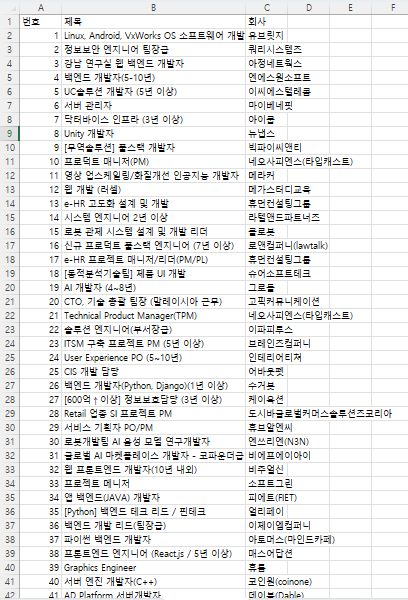 A B C D E F
1 번호 제목 회사
2 1 Linux, Android, VxWorks OS 소프트웨어 개발 유브릿지
3 2 정보보안 엔지니어 팀장급 쿼리시스템즈
4 3 강남 연구실 웹 백엔드 개발자 아정네트웍스
5 4 백엔드 개발자(5-10년) 엔에스원소프트
6 5 UC솔루션 개발자 (5년 이상) 이씨에스텔레콤
7 6 서버 관리자 마이베네핏
8 7 닥터바이스 인프라 (3년 이상) 아이쿱
9 8 Unity 개발자 뉴냅스
10 9 [무역솔루션] 풀스택 개발자 빅파이씨앤티
11 10 프로덕트 매니저(PM) 네오사피엔스(타입캐스트)
12 11 영상 업스케일링/화질개선 인공지능 개발자 메라커
13 12 웹 개발 (러셀) 메가스터디교육
14 13 e-HR 고도화 설계 및 개발 휴먼컨설팅그룹
15 14 시스템 엔지니어 2년 이상 라텔앤드파트너즈
16 15 로봇 관제 시스템 설계 및 개발 리더 클로봇
17 16 신규 프로덕트 풀스택 엔지니어 (7년 이상) 로앤컴퍼니(lawtalk)
18 17 e-HR 프로젝트 매니저/리더(PM/PL) 휴먼컨설팅그룹
19 18 [동적분석기술팀] 제품 UI 개발 슈어소프트테크
20 19 AI 개발자 (4~8년) 그로들
21 20 CTO, 기술 총괄 팀장 (말레이시아 근무) 고픽커뮤니케이션
22 21 Technical Product Manager(TPM) 네오사피엔스(타입캐스트)
23 22 솔루션 엔지니어(부서장급) 이파피루스
24 23 ITSM 구축 프로젝트 PM (5년 이상) 브레인즈컴퍼니
25 24 User Experience PO (5~10년) 인테리어티쳐
26 25 CIS 개발 담당 어바웃펫
27 26 백엔드 개발자(Python, Django)(1년 이상) 수거봇
28 27 [600억↑이상] 정보보호담당 (3년 이상) 케이옥션
29 28 Retail 업종 SI 프로젝트 PM 도시바글로벌커머스솔루션즈코리아
30 29 서비스 기획자 PO/PM 휴브알엔씨
31 30 로봇개발팀 AI 음성 모델 연구개발자 엔쓰리엔(N3N)
32 31 글로벌 AI 마켓플레이스 개발자 - 코파운더급 비에프에이아이
33 32 웹 프론트엔드 개발자(10년 내외) 비주얼신
34 33 프로젝트 메니저 소프트그린
35 34 앱 백엔드(JAVA) 개발자 피에트(FIET)
36 35 [Python] 백엔드 테크 리드 / 핀테크 얼리페이
37 36 백엔드 개발 리드(팀장급) 이제이엠컴퍼니
38 37 파이썬 백엔드 개발자 아토머스(마인드카페)
39 38 프론트엔드 엔지니어 (React.js / 5년 이상) 매스어답션
40 39 Graphics Engineer 휴톰
41 40 서버 엔진 개발자(C++) 코인원(coinone)
42 41 AD Platform 서버개발자 데이블(Dable)